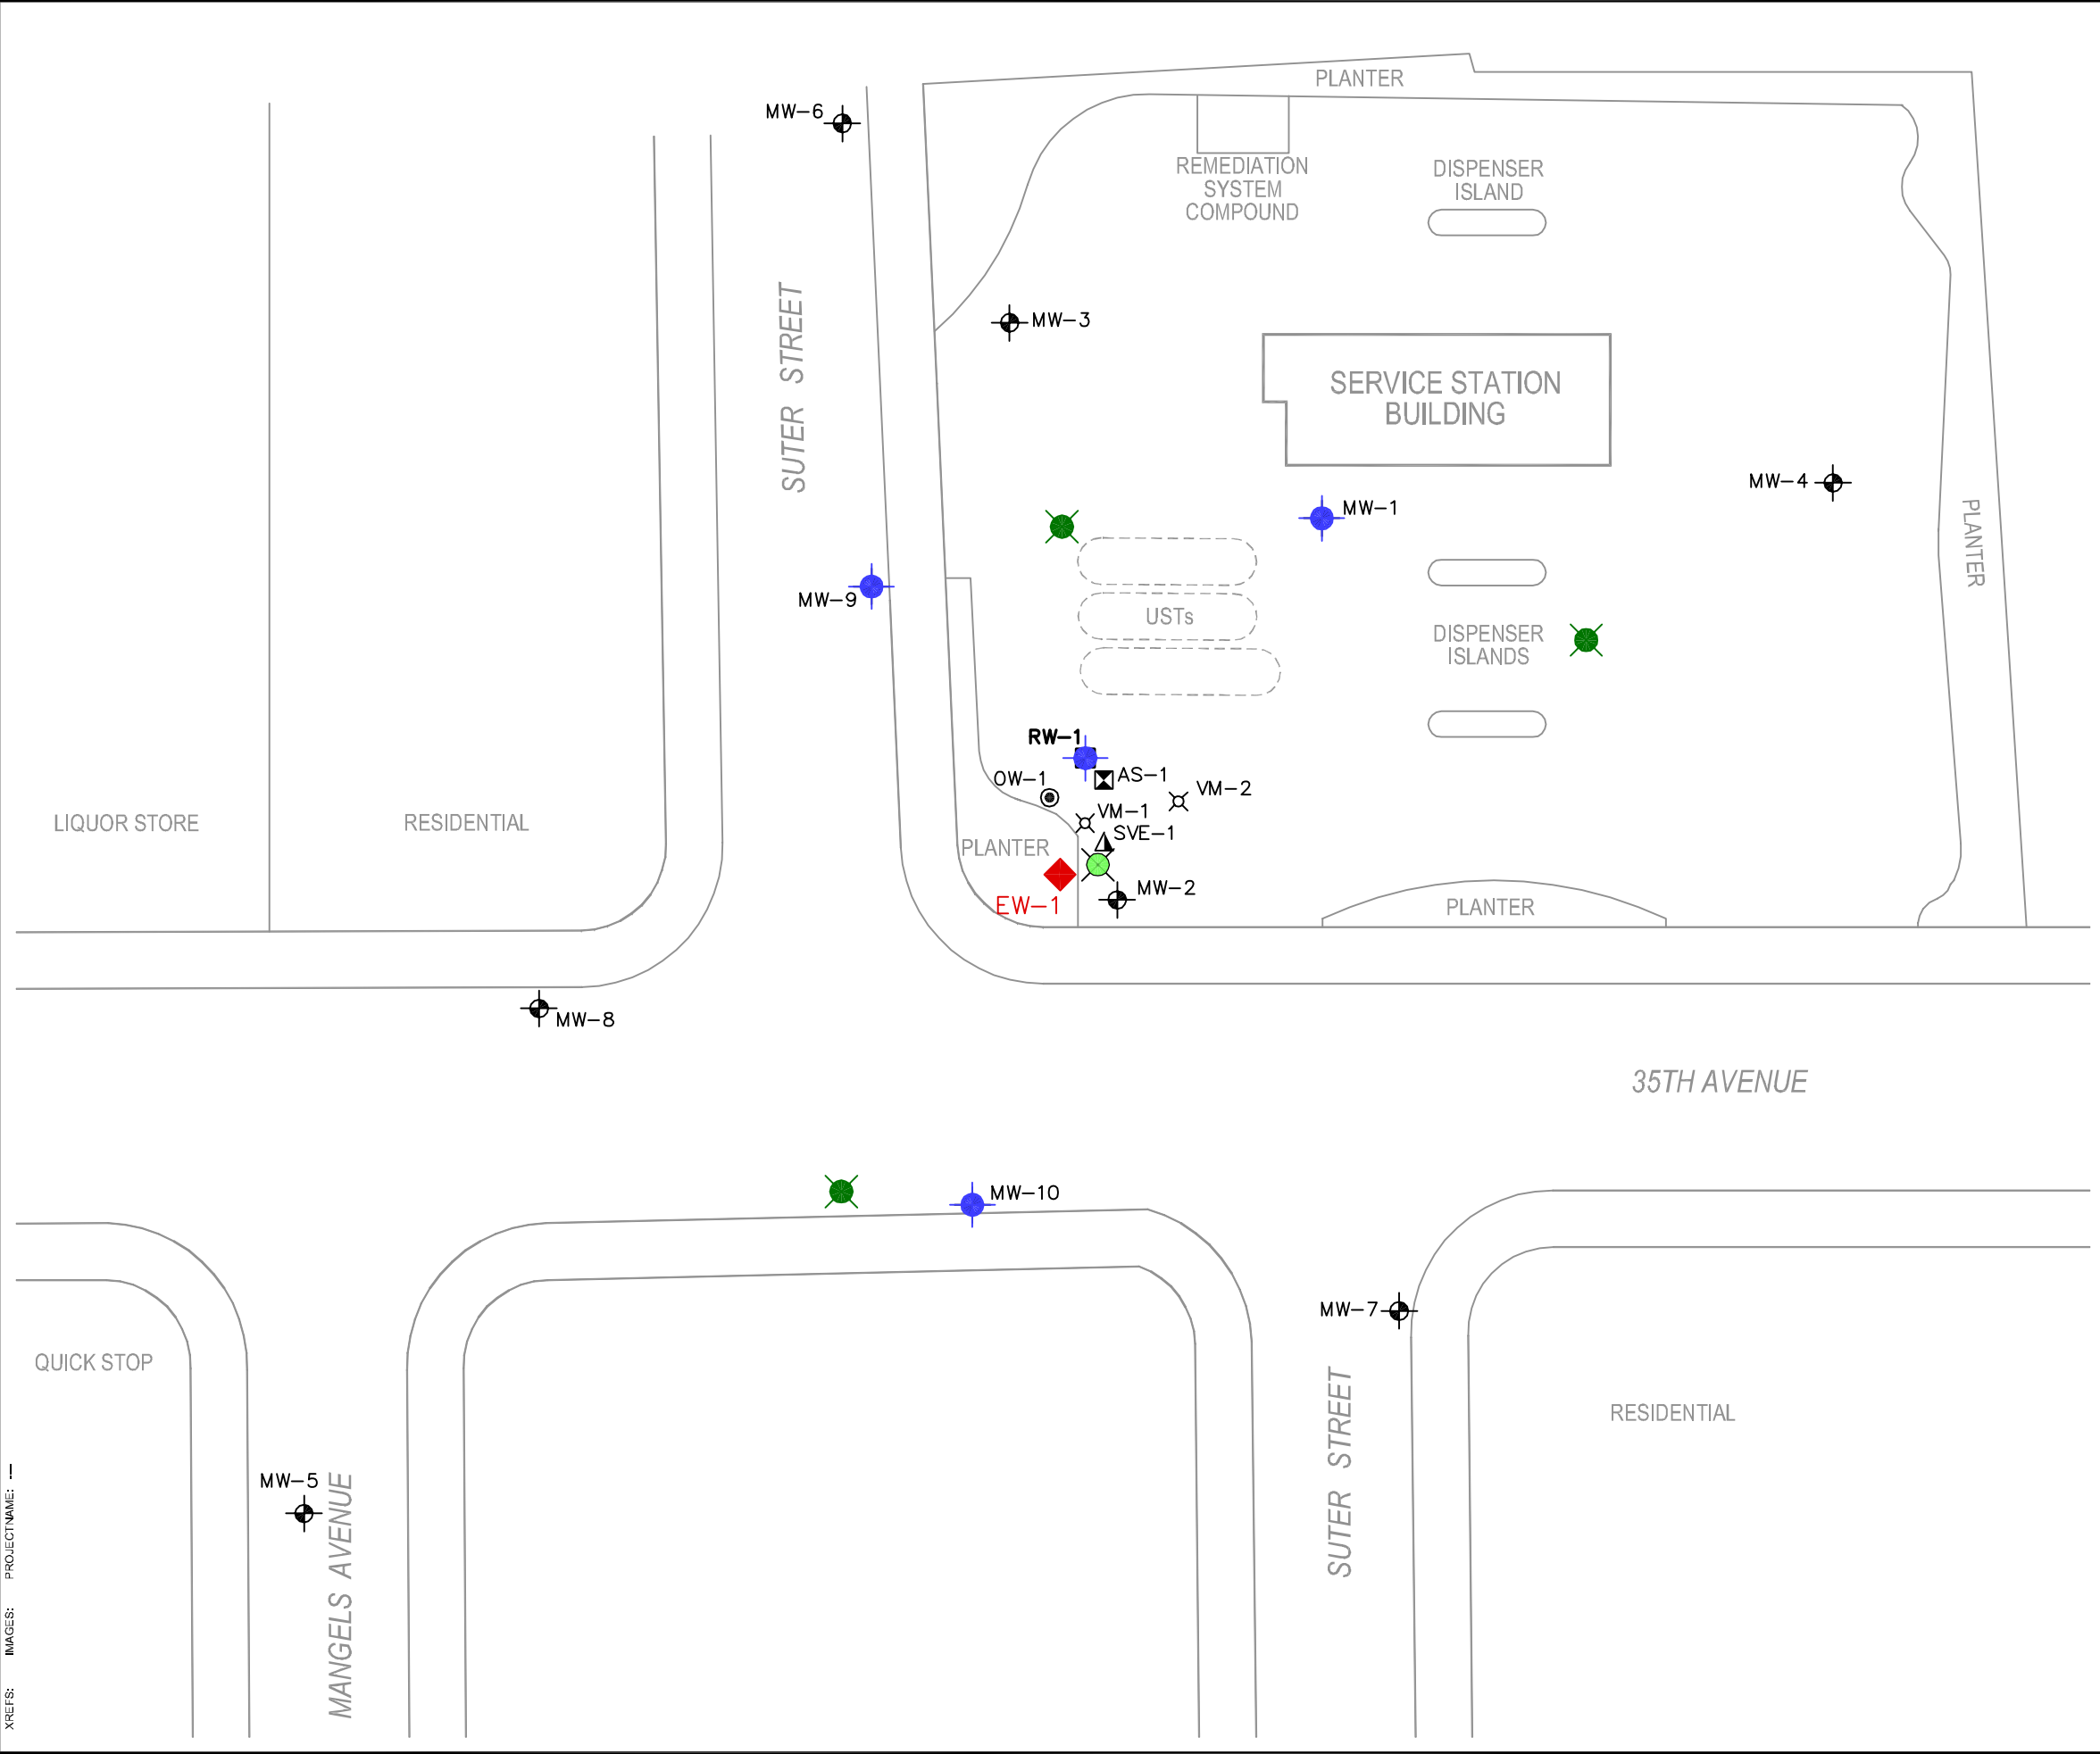 PLANTER
MW-6
REMEDIATION
SYSTEM
COMPOUND
DISPENSER
ISLAND
SUTER STREET
MW-3
SERVICE STATION
BUILDING
MW-4
MW-1
PLANTER
MW-9
USTs
DISPENSER
ISLANDS
RW-1
OW-1
AS-1
VM-2
VM-1
SVE-1
LIQUOR STORE
RESIDENTIAL
PLANTER
MW-2
EW-1
PLANTER
MW-8
35TH AVENUE
MW-10
MW-7
QUICK STOP
SUTER STREET
RESIDENTIAL
MW-5
MANGELS AVENUE
XREFS: IMAGES: PROJECTNAME: ---